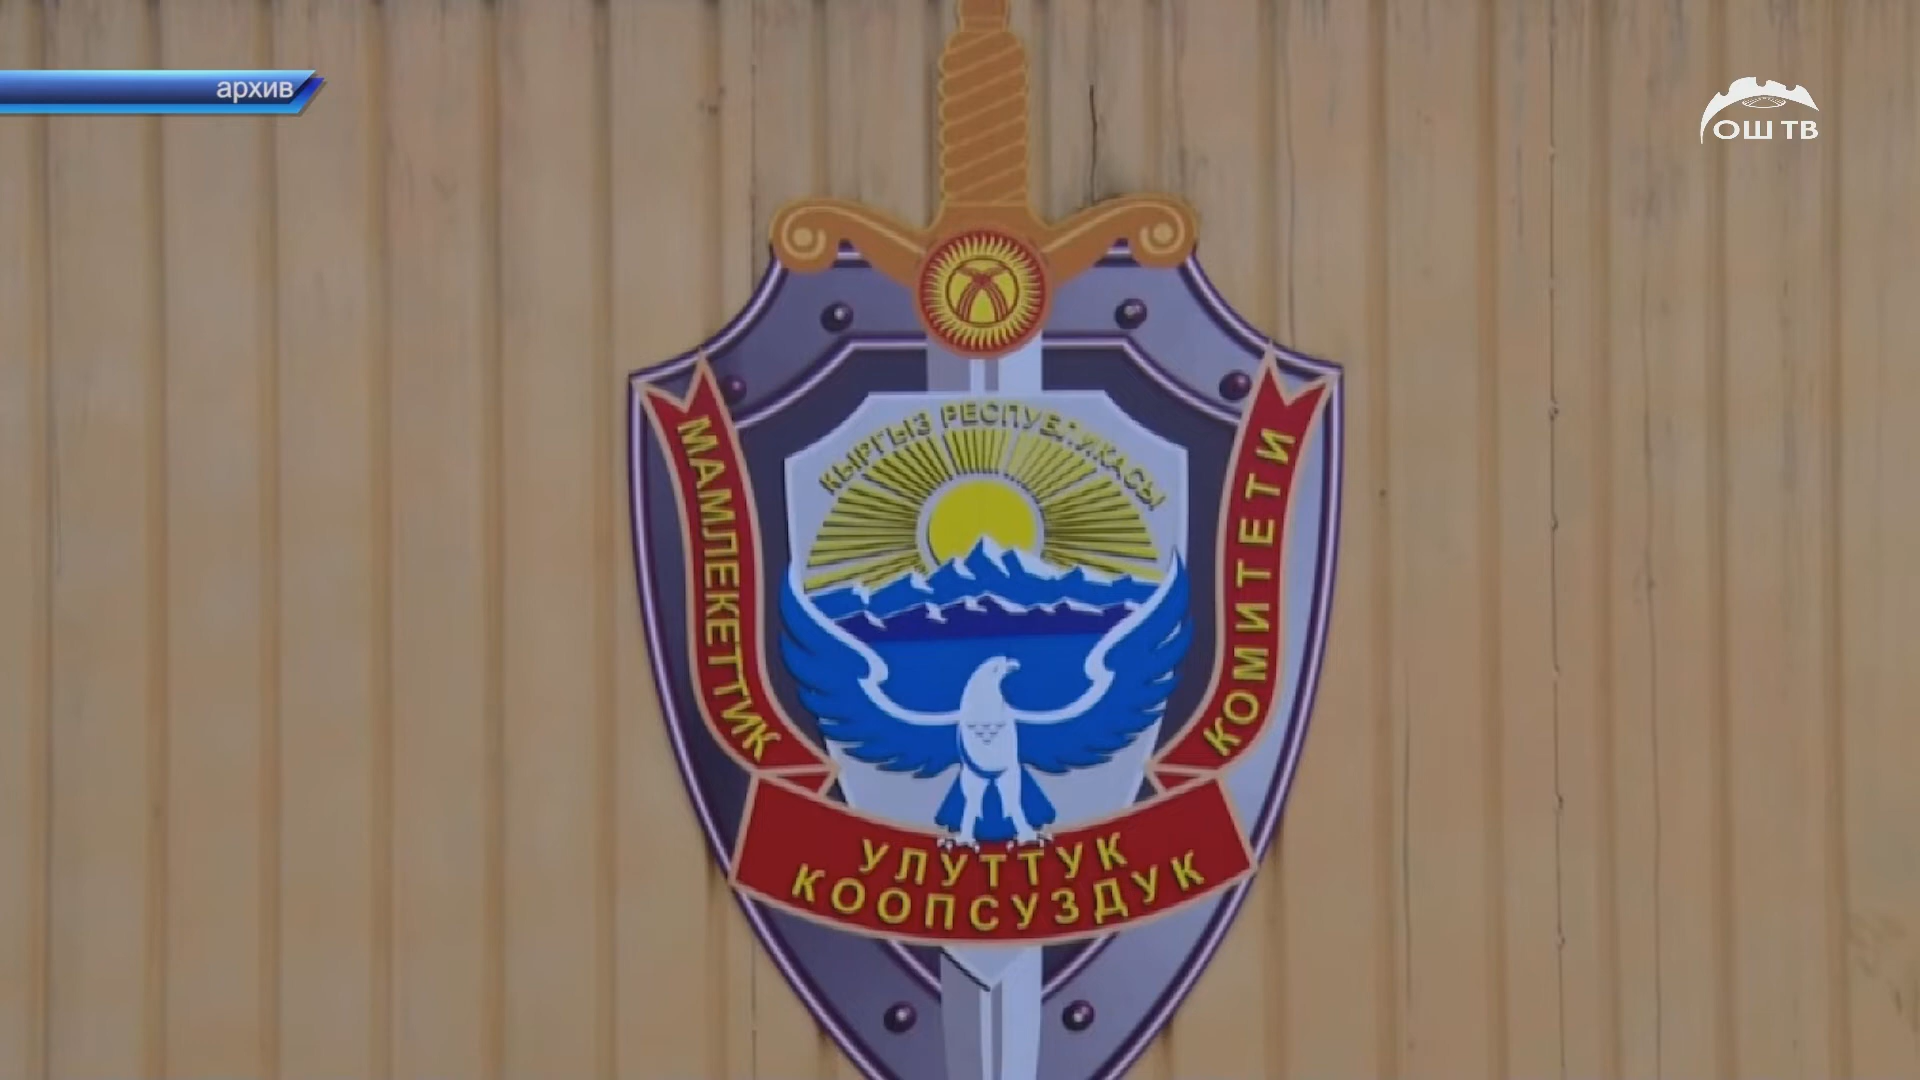 архив
ОШ ТВ
КЫРГЫЗ РЕСПУБЛИКАСЫ
МАМЛЕКЕТТИК
УЛУТТУК
КООПСУЗДУК
КОМИТЕТИ